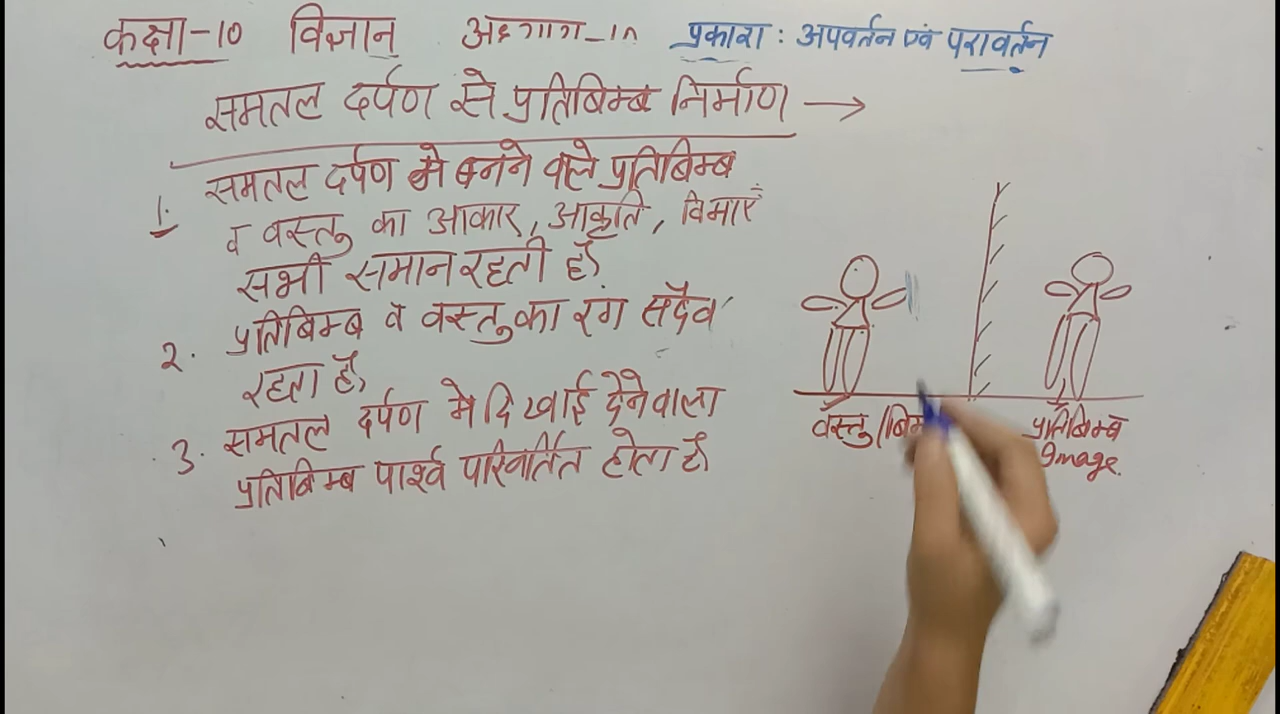 कक्षा-10 विज्ञान प्रकाश : अपवर्तन एवं परावर्तन
समतल दर्पण से प्रतिबिम्ब निर्माण →
1. समतल दर्पण मे बनने वाले प्रतिबिम्ब
व वस्तु का आकार, आकृति, विमाएँ
सभी समान रहती है
2. प्रतिबिम्ब व वस्तु का रंग सदैव
रहता है
3. समतल दर्पण मे दिखाई देने वाला
प्रतिबिम्ब पार्श्व परिवर्तित होता है
वस्तु/
प्रतिबिम्ब
Image.